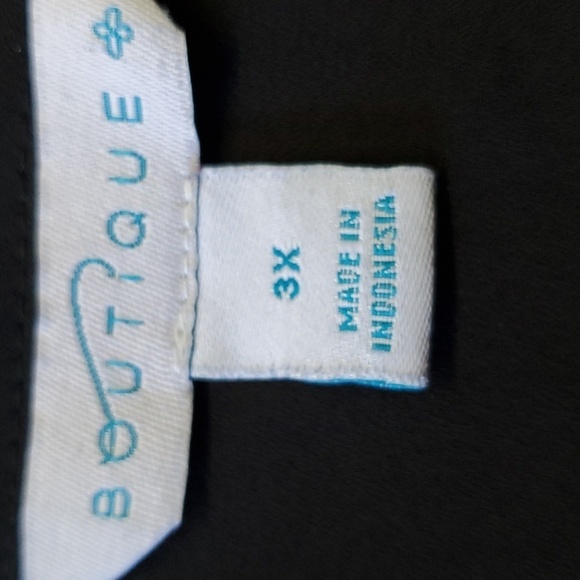 BOUTIQUE +
3X
MADE IN
INDONESIA